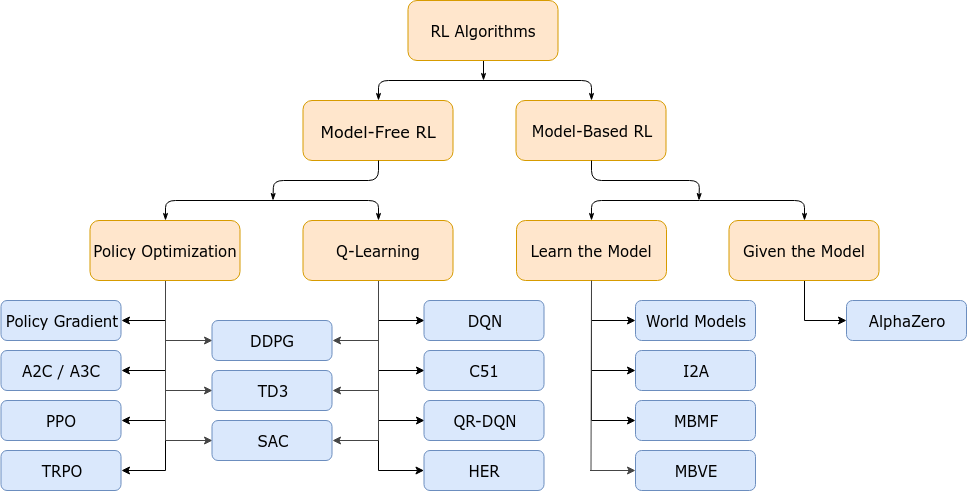 RL Algorithms
Model-Free RL
Model-Based RL
Policy Optimization
Q-Learning
Learn the Model
Given the Model
Policy Gradient
DDPG
DQN
World Models
AlphaZero
A2C / A3C
TD3
C51
I2A
PPO
SAC
QR-DQN
MBMF
TRPO
HER
MBVE